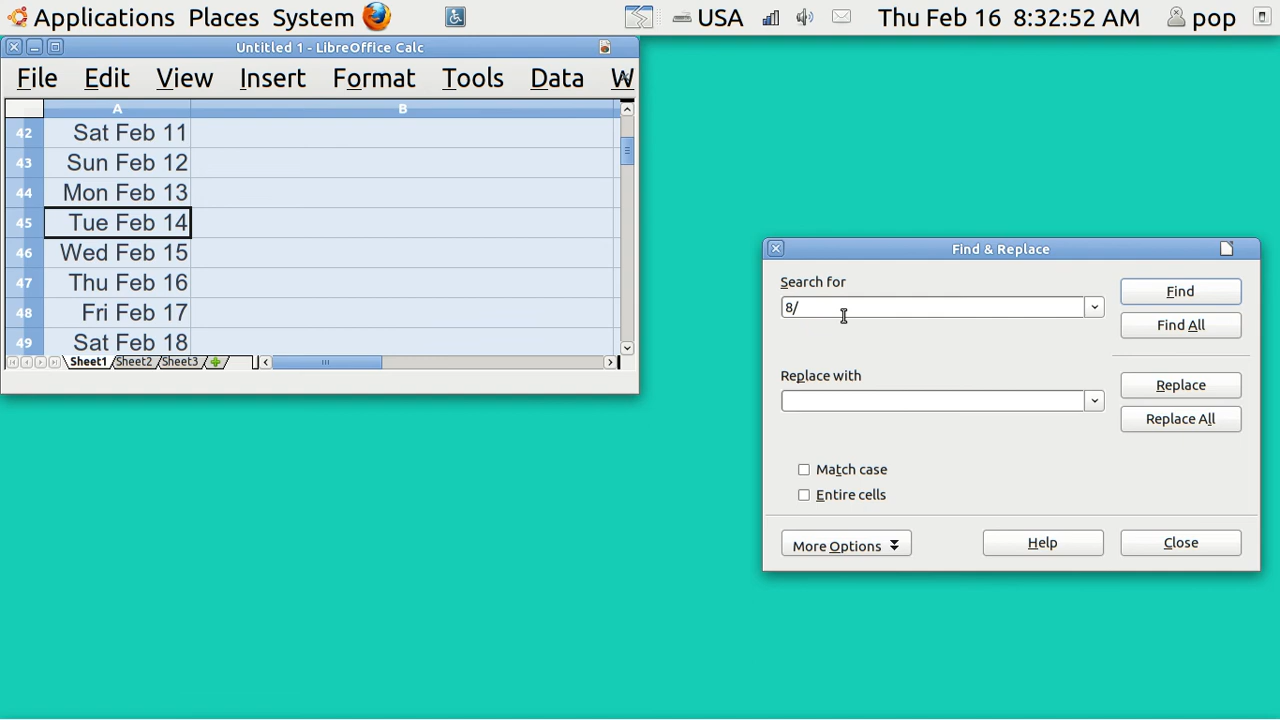 Applications Places System USA Thu Feb 16 8:32:52 AM pop
Untitled 1 - LibreOffice Calc
File Edit View Insert Format Tools Data W
A B
42 Sat Feb 11
43 Sun Feb 12
44 Mon Feb 13
45 Tue Feb 14
46 Wed Feb 15
47 Thu Feb 16
48 Fri Feb 17
49 Sat Feb 18
Sheet1 Sheet2 Sheet3
Find & Replace
Search for
8/
Find
Find All
Replace with
Replace
Replace All
Match case
Entire cells
More Options
Help
Close